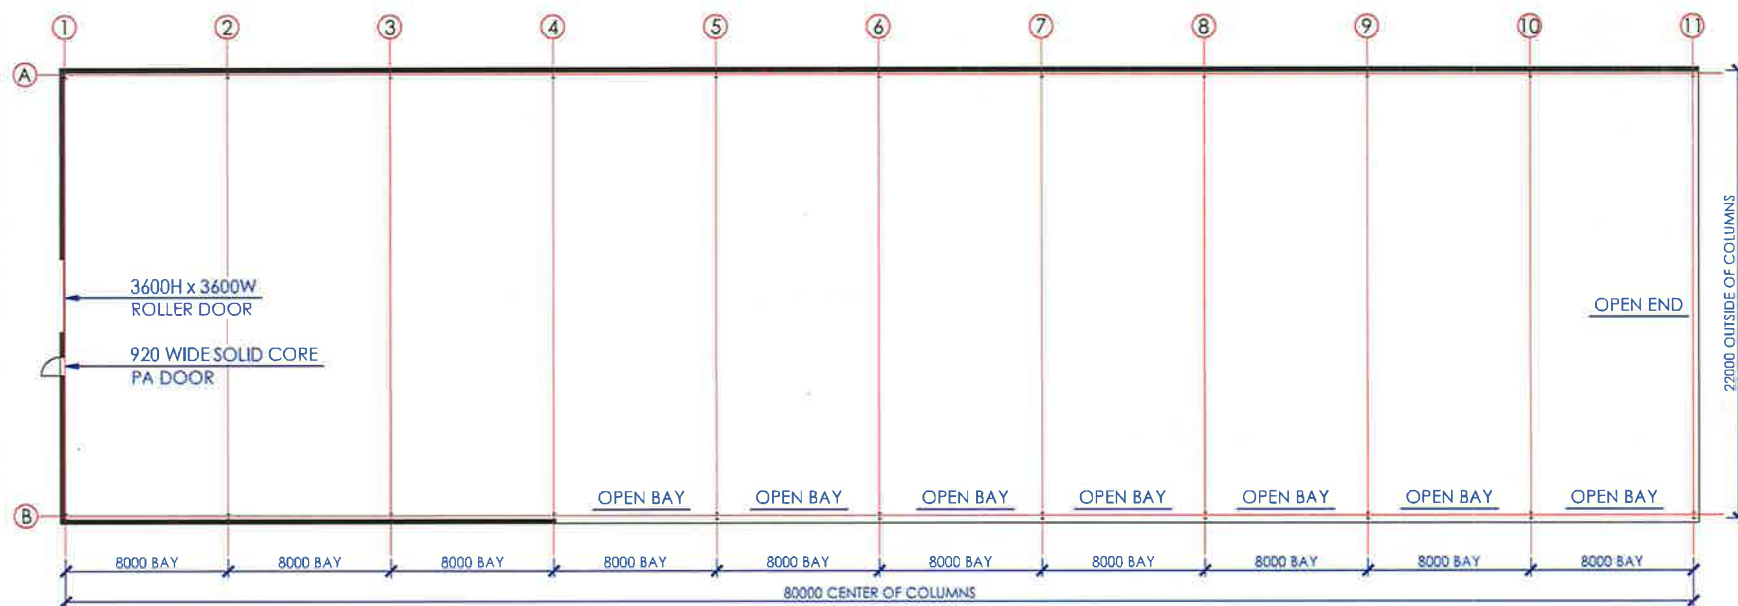 1 2 3 4 5 6 7 8 9 10 11
A
3600H x 3600W
ROLLER DOOR
OPEN END
22000 OUTSIDE OF COLUMNS
920 WIDE SOLID CORE
PA DOOR
OPEN BAY OPEN BAY OPEN BAY OPEN BAY OPEN BAY OPEN BAY OPEN BAY
B
8000 BAY 8000 BAY 8000 BAY 8000 BAY 8000 BAY 8000 BAY 8000 BAY 8000 BAY 8000 BAY 8000 BAY
80000 CENTER OF COLUMNS